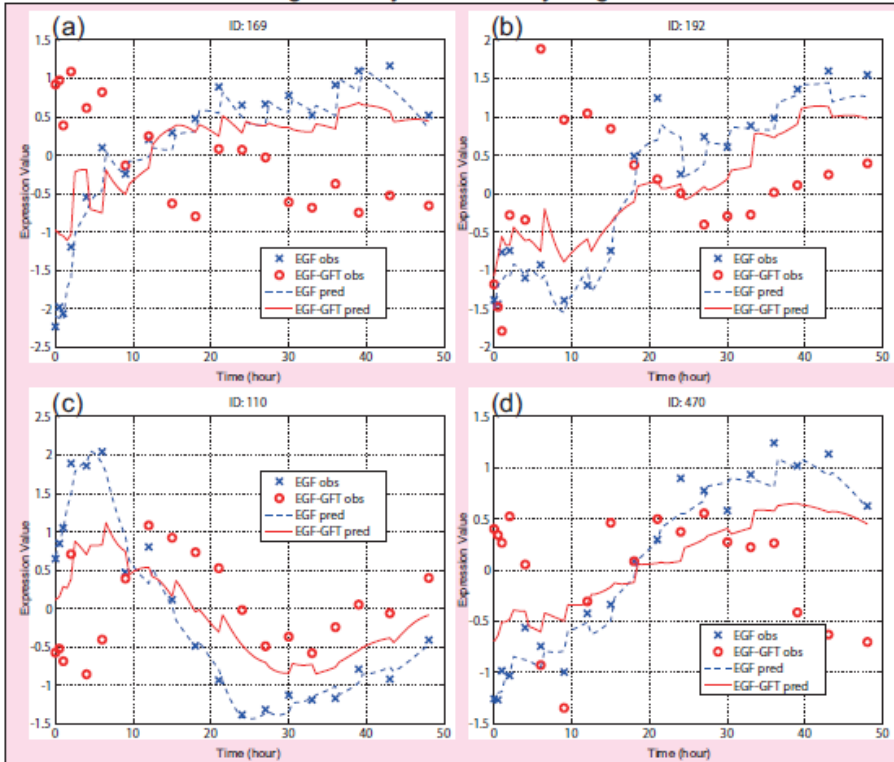 (a)
ID: 169
Expression Value
1.5
1
0.5
0
-0.5
-1
-1.5
-2
-2.5
EGF obs
EGF-GFT obs
EGF pred
EGF-GFT pred
0 10 20 30 40 50
Time (hour)
(b)
ID: 192
Expression Value
2
1.5
1
0.5
0
-0.5
-1
-1.5
-2
EGF obs
EGF-GFT obs
EGF pred
EGF-GFT pred
0 10 20 30 40 50
Time (hour)
(c)
ID: 110
Expression Value
2.5
2
1.5
1
0.5
0
-0.5
-1
-1.5
EGF obs
EGF-GFT obs
EGF pred
EGF-GFT pred
0 10 20 30 40 50
Time (hour)
(d)
ID: 470
Expression Value
1.5
1
0.5
0
-0.5
-1
-1.5
EGF obs
EGF-GFT obs
EGF pred
EGF-GFT pred
0 10 20 30 40 50
Time (hour)